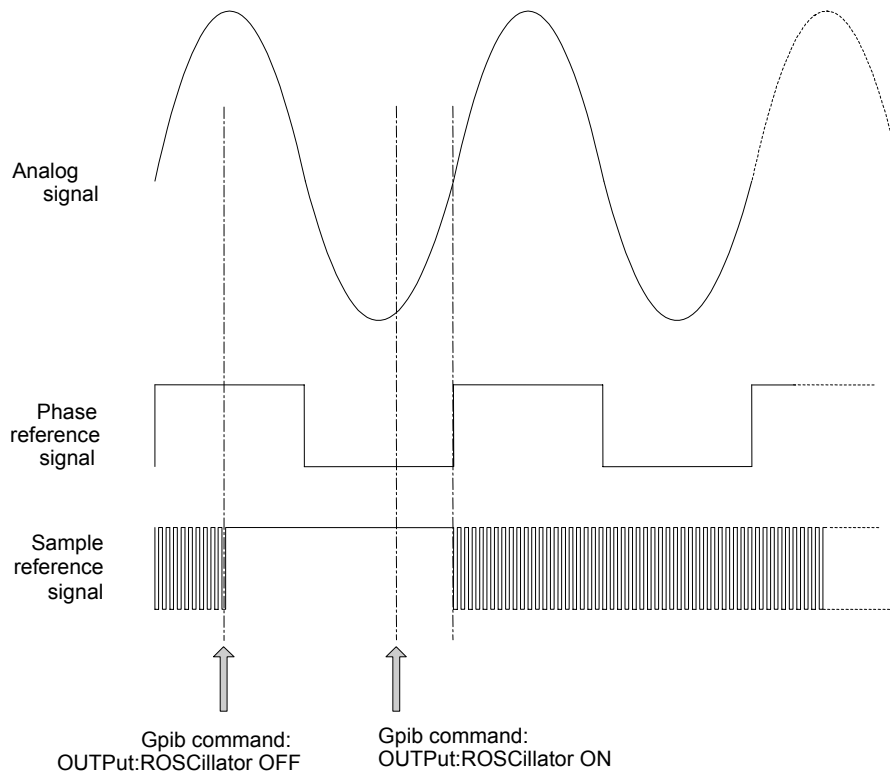 Analog
signal
Phase
reference
signal
Sample
reference
signal
Gpib command:
OUTPut:ROSCillator OFF
Gpib command:
OUTPut:ROSCillator ON